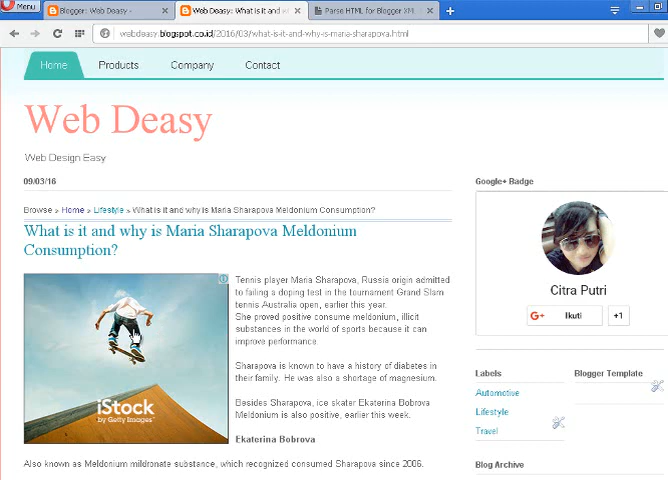 Menu
Blogger: Web Deasy -
Web Deasy: What is it and w
Parse HTML for Blogger XML
webdeasy.blogspot.co.id/2016/03/what-is-it-and-why-is-maria-sharapova.html
Home Products Company Contact
Web Deasy
Web Design Easy
09/03/16
Browse » Home » Lifestyle » What is it and why is Maria Sharapova Meldonium Consumption?
What is it and why is Maria Sharapova Meldonium
Consumption?
iStock
by Getty Images™
Tennis player Maria Sharapova, Russia origin admitted
to failing a doping test in the tournament Grand Slam
tennis Australia open, earlier this year.
She proved positive consume meldonium, illicit
substances in the world of sports because it can
improve performance.
Sharapova is known to have a history of diabetes in
their family. He was also a shortage of magnesium.
Besides Sharapova, ice skater Ekaterina Bobrova
Meldonium is also positive, earlier this week.
Ekaterina Bobrova
Also known as Meldonium mildronate substance, which recognized consumed Sharapova since 2006.
Google+ Badge
Citra Putri
G+ Ikuti +1
Labels
Automotive
Lifestyle
Travel
Blogger Template
Blog Archive